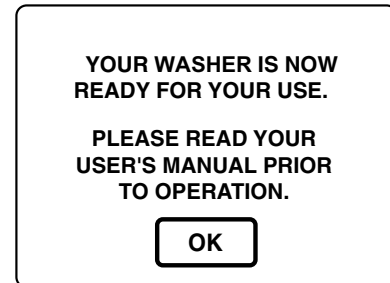 YOUR WASHER IS NOW
READY FOR YOUR USE.
PLEASE READ YOUR
USER'S MANUAL PRIOR
TO OPERATION.
OK